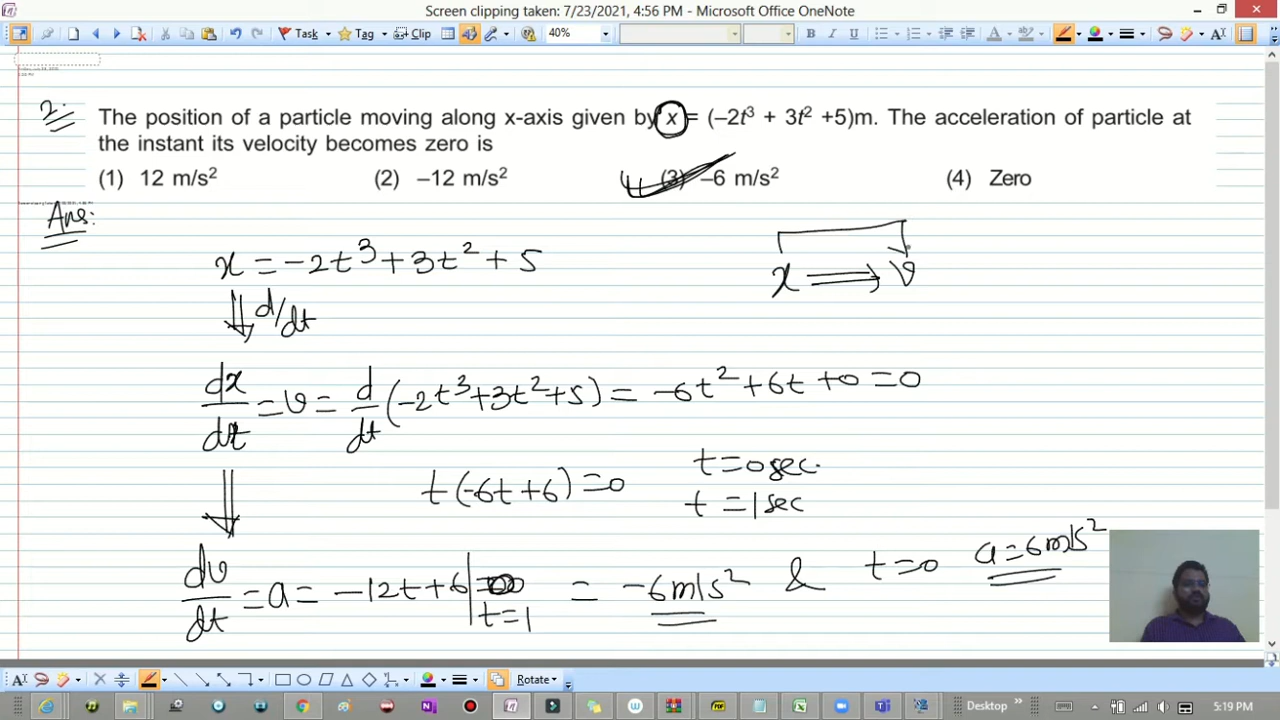 Screen clipping taken: 7/23/2021, 4:56 PM - Microsoft Office OneNote
Task Tag Clip 40% B I U
2. The position of a particle moving along x-axis given by x = (–2t³ + 3t² +5)m. The acceleration of particle at
the instant its velocity becomes zero is
(1) 12 m/s² (2) –12 m/s² (3) –6 m/s² (4) Zero
Ans:
x = -2t³ + 3t² + 5
x ⟹ v
d/dt
dx/dt = v = d/dt (-2t³+3t²+5) = -6t²+6t+0 = 0
t(-6t+6) = 0
t = 0 sec.
t = 1 sec
dv/dt = a = -12t+6 | t=1 = -6 m/s² & t=0 a = 6 m/s²
Rotate
Desktop 5:19 PM